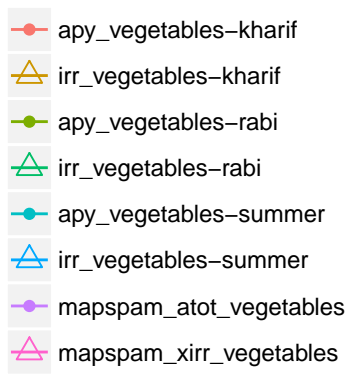 apy_vegetables−kharif
irr_vegetables−kharif
apy_vegetables−rabi
irr_vegetables−rabi
apy_vegetables−summer
irr_vegetables−summer
mapspam_atot_vegetables
mapspam_xirr_vegetables